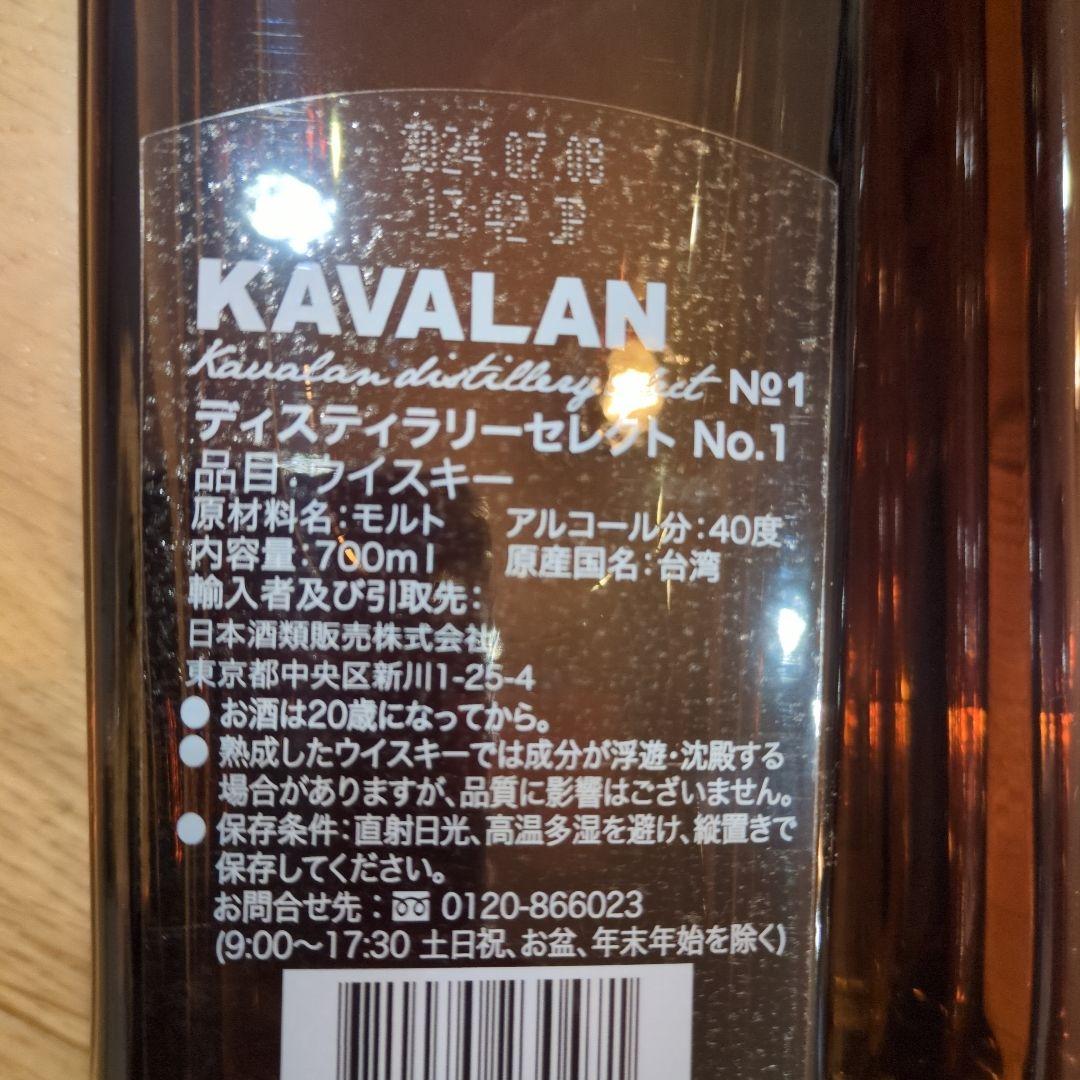 2024.07.08
KAVALAN
Kavalan distillery select №1
ディスティラリーセレクト No.1
品目：ウイスキー
原材料名：モルト アルコール分：40度
内容量：700ml 原産国名：台湾
輸入者及び引取先：
日本酒類販売株式会社
東京都中央区新川1-25-4
●お酒は20歳になってから。
●熟成したウイスキーでは成分が浮遊・沈殿する
場合がありますが、品質に影響はございません。
●保存条件：直射日光、高温多湿を避け、縦置きで
保存してください。
お問合せ先：0120-866023
(9:00〜17:30 土日祝、お盆、年末年始を除く)